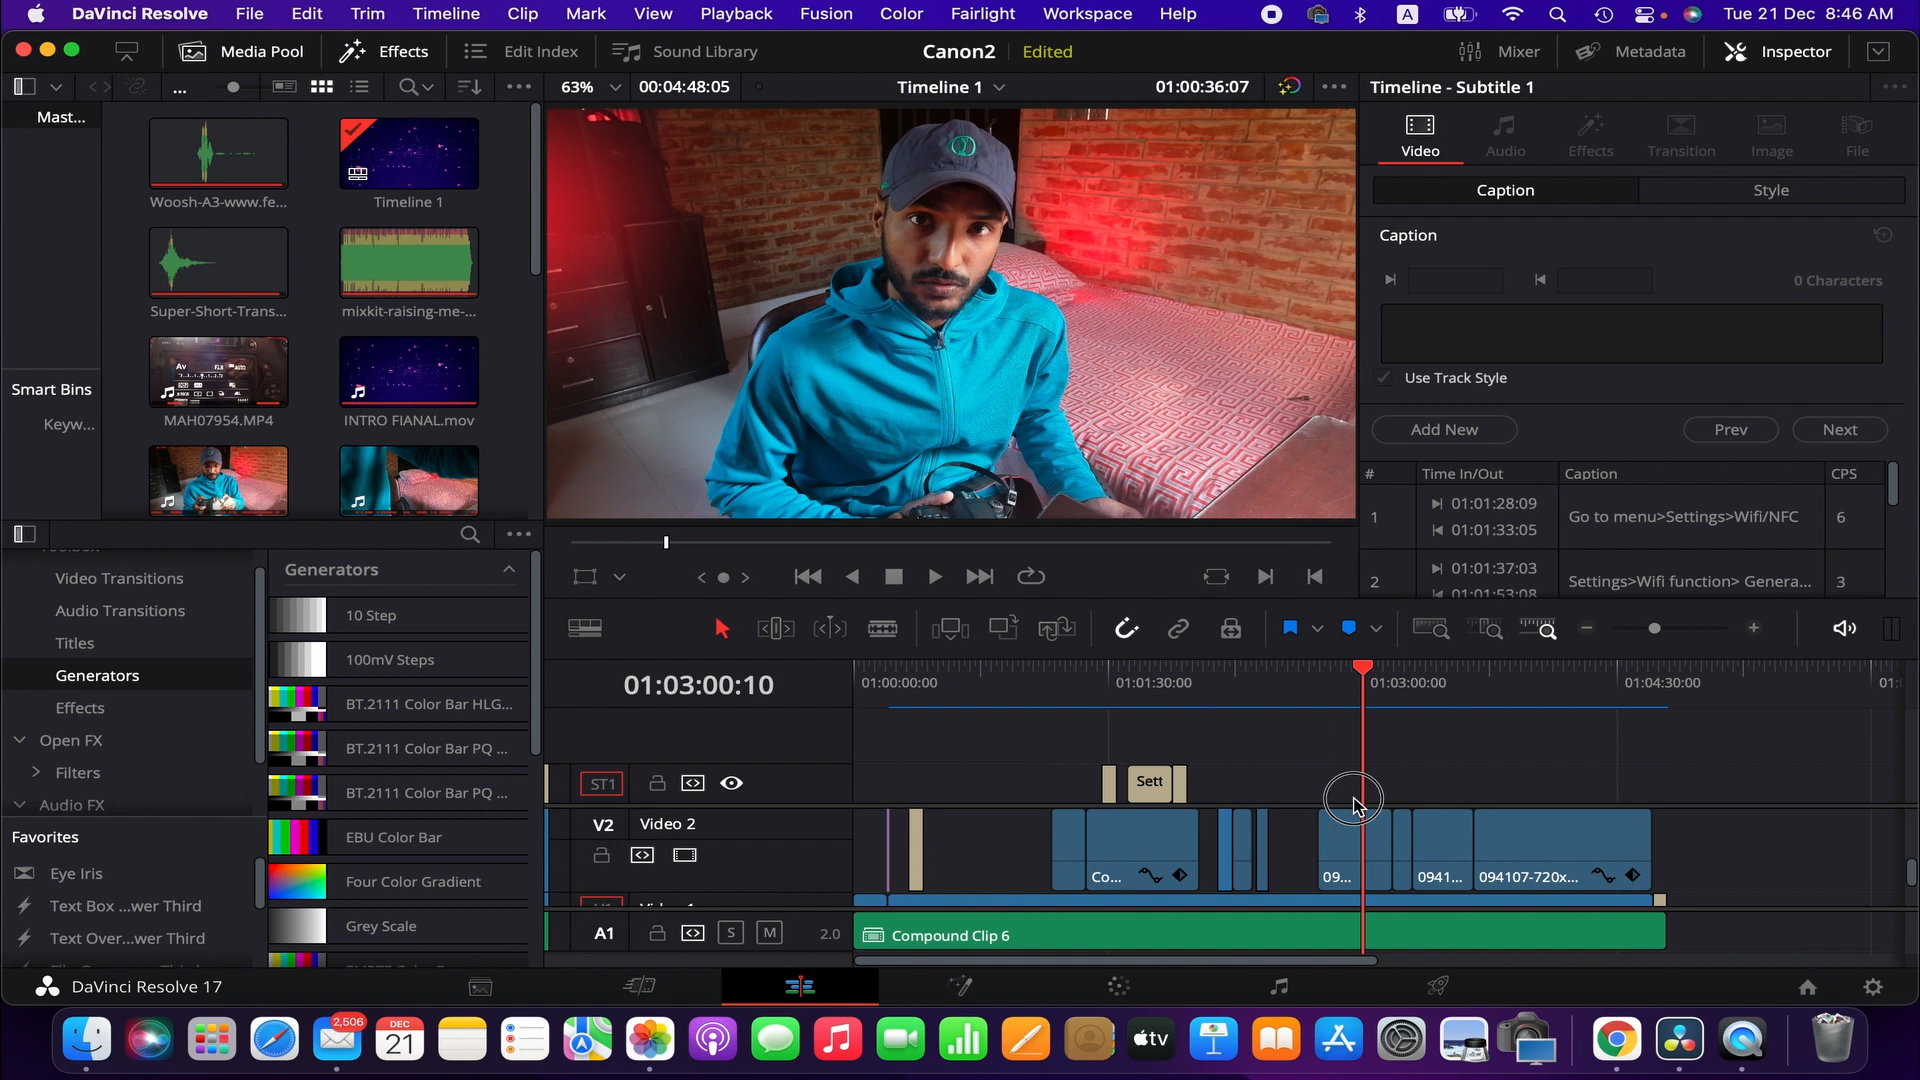 DaVinci Resolve File Edit Trim Timeline Clip Mark View Playback Fusion Color Fairlight Workspace Help A Tue 21 Dec 8:46 AM
Media Pool Effects Edit Index Sound Library Canon2 Edited Mixer Metadata Inspector
... 63% 00:04:48:05 Timeline 1 01:00:36:07 Timeline - Subtitle 1
Mast...
Video Audio Effects Transition Image File
Woosh-A3-www.fe... Timeline 1
Caption Style
Caption
0 Characters
Super-Short-Trans... mixkit-raising-me-...
Use Track Style
Smart Bins
Keyw...
MAH07954.MP4 INTRO FIANAL.mov
Add New Prev Next
# Time In/Out Caption CPS
1 01:01:28:09 Go to menu>Settings>Wifi/NFC 6
01:01:33:05
2 01:01:37:03 Settings>Wifi function> Genera... 3
01:01:53:08
Toolbox
Video Transitions
Audio Transitions
Titles
Generators
Effects
Open FX
Filters
Audio FX
Favorites
Eye Iris
Text Box ...wer Third
Text Over...wer Third
Generators
10 Step
100mV Steps
BT.2111 Color Bar HLG...
BT.2111 Color Bar PQ ...
BT.2111 Color Bar PQ ...
EBU Color Bar
Four Color Gradient
Grey Scale
01:03:00:10 01:00:00:00 01:01:30:00 01:03:00:00 01:04:30:00 01:
ST1 Sett
V2 Video 2
Co... 09... 0941... 094107-720x...
A1 S M 2.0 Compound Clip 6
DaVinci Resolve 17
2,506
DEC
21
tv